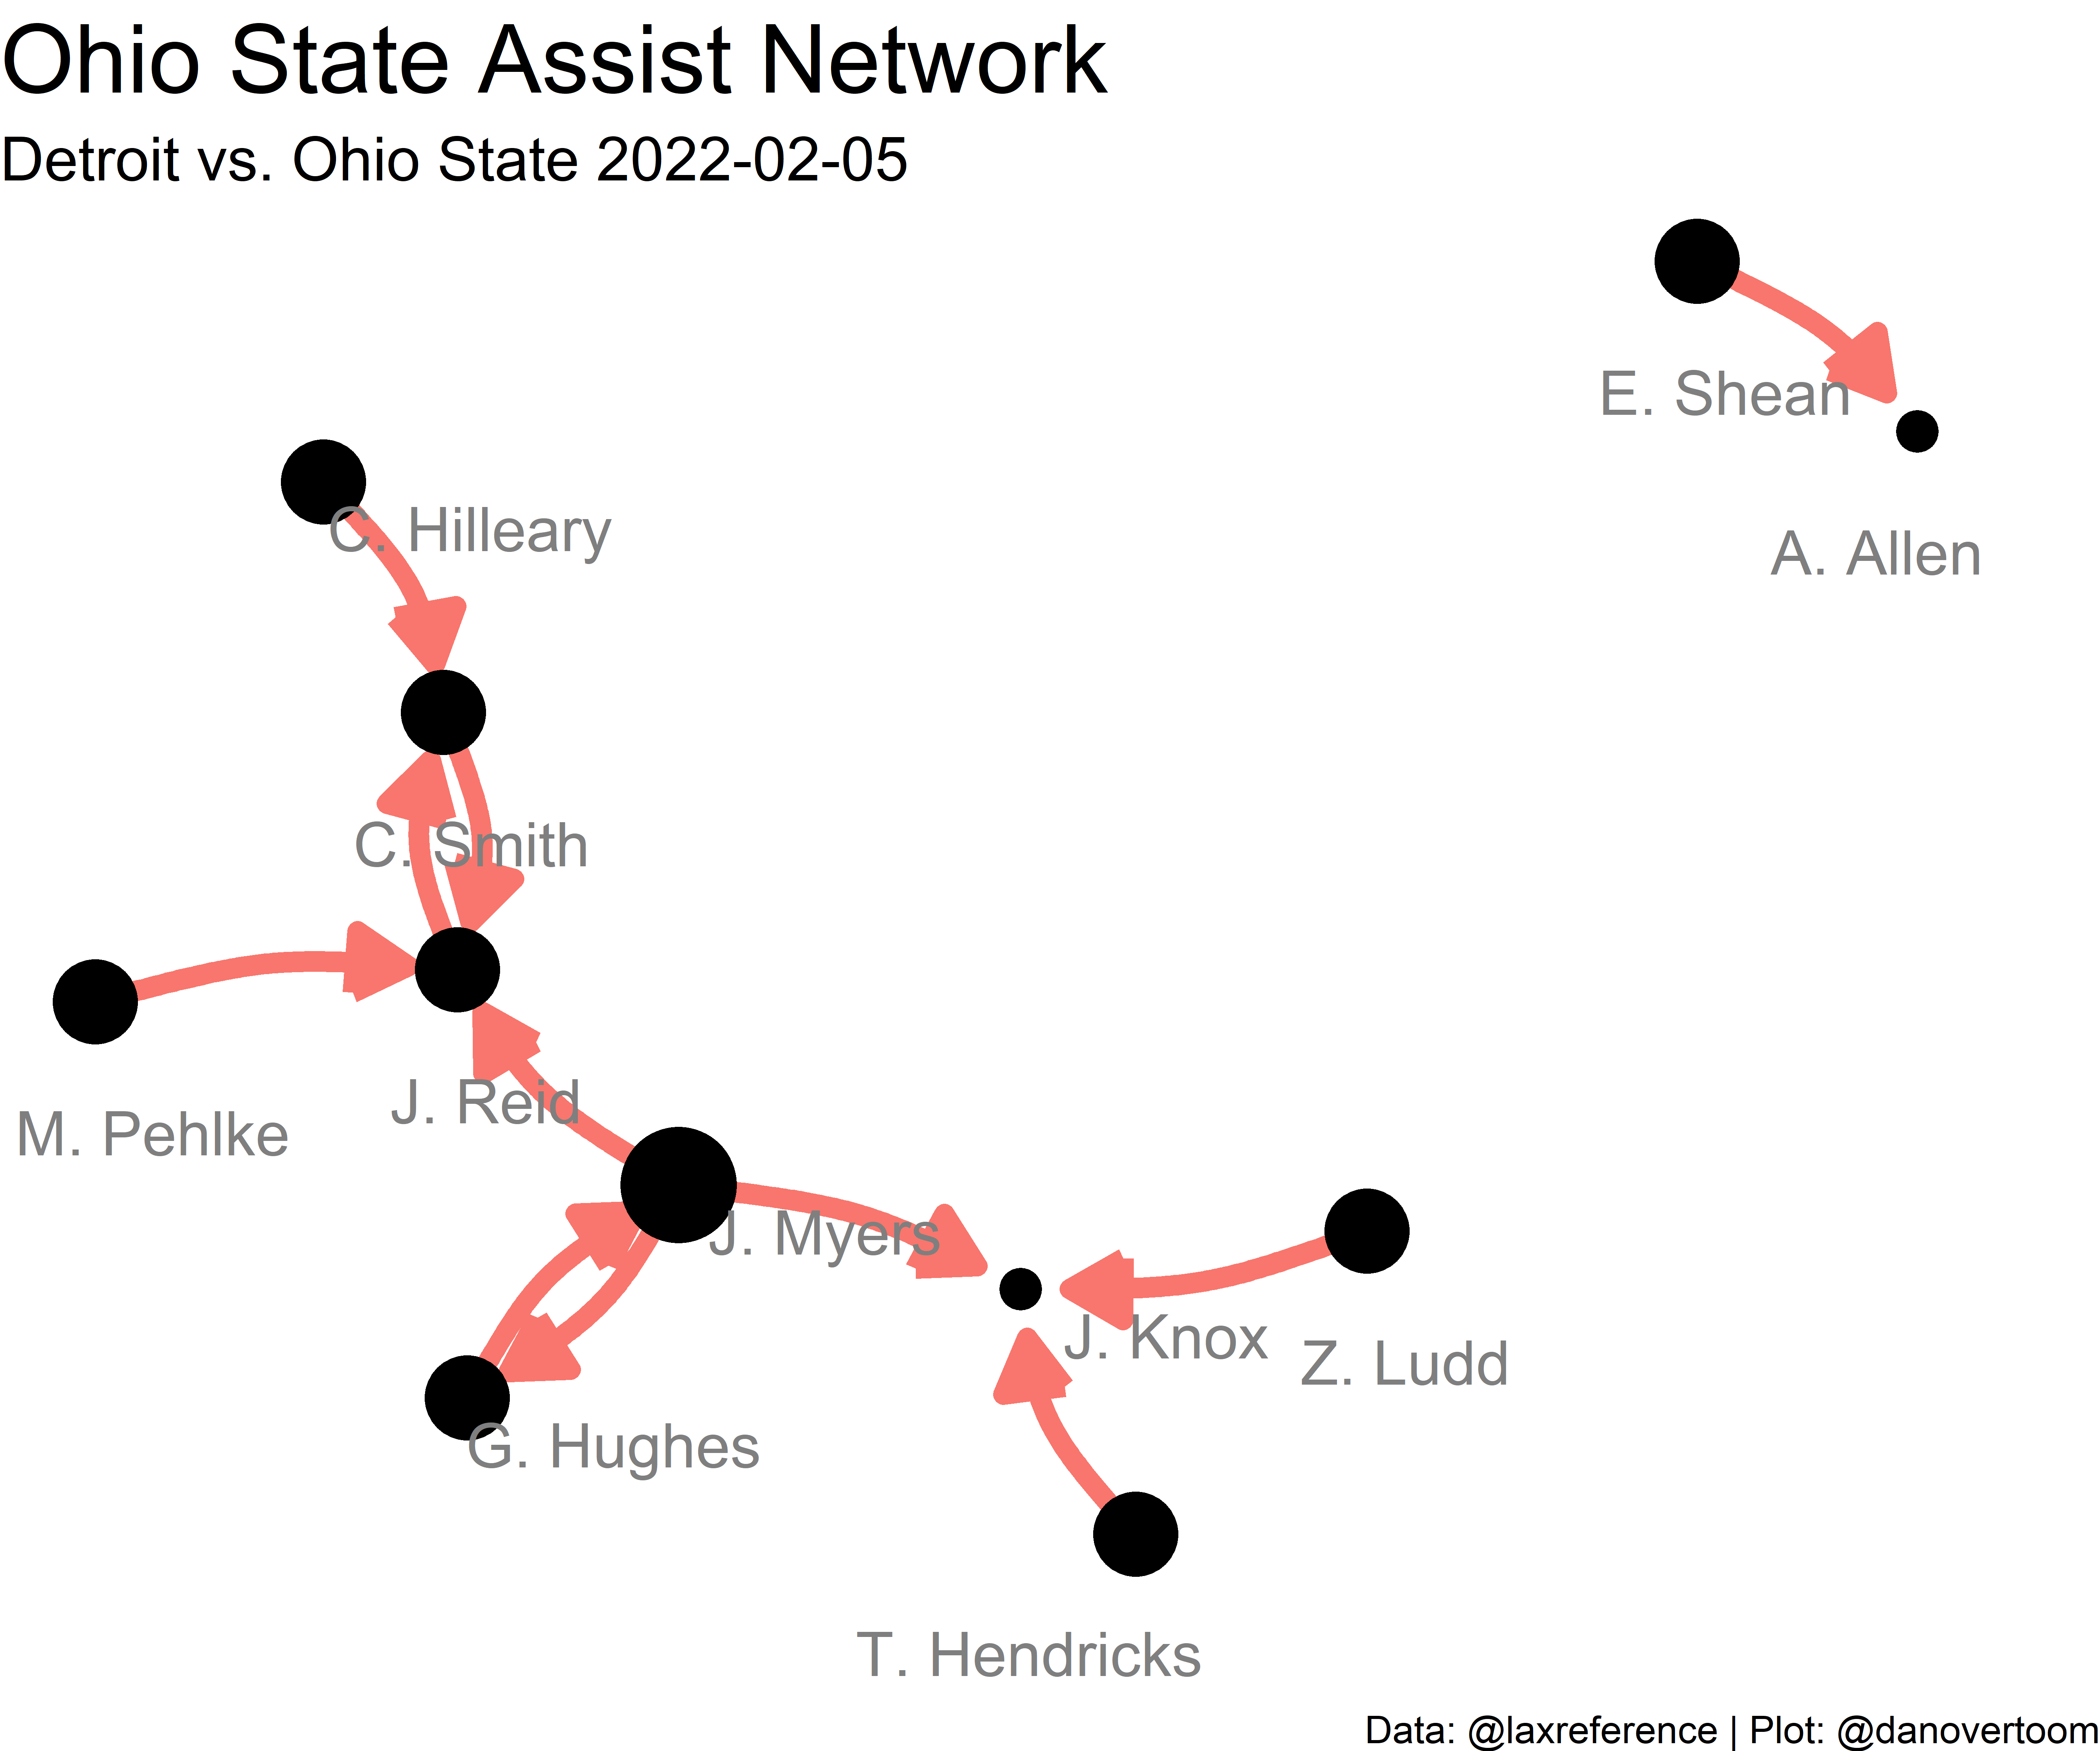 Ohio State Assist Network
Detroit vs. Ohio State 2022-02-05
E. Shean
C. Hilleary
A. Allen
C. Smith
J. Reid
M. Pehlke
J. Myers
J. Knox
Z. Ludd
G. Hughes
T. Hendricks
Data: @laxreference | Plot: @danovertoom